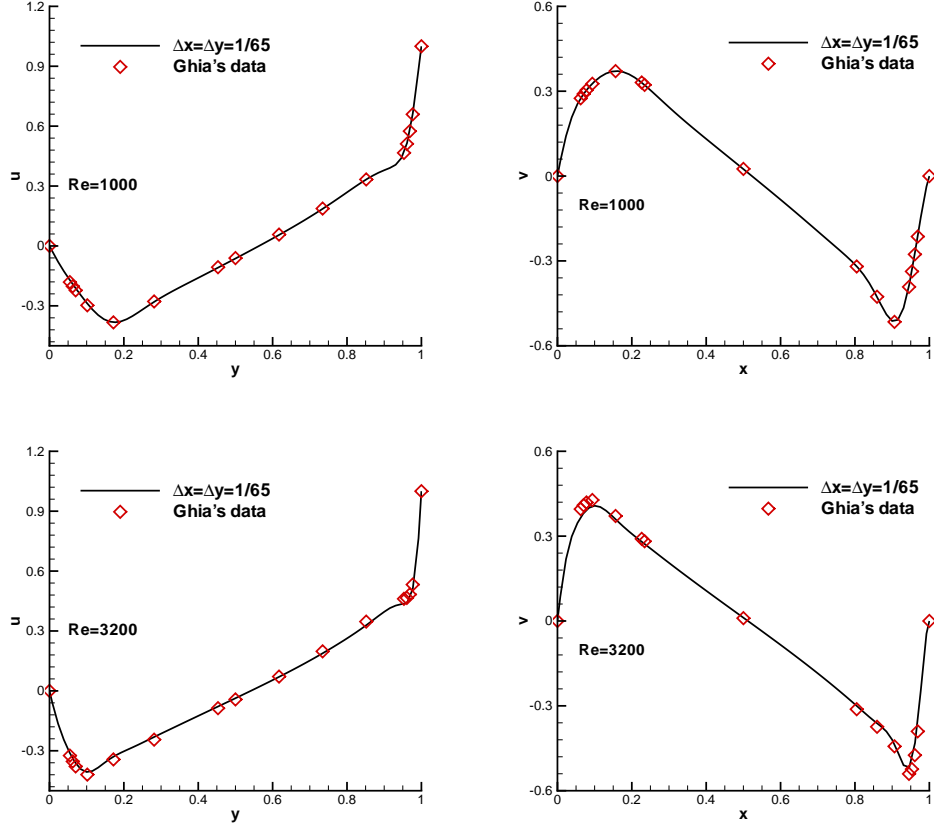 1.2
0.9
0.6
0.3
0
-0.3
u
Δx=Δy=1/65
Ghia's data
Re=1000
0
0.2
0.4
0.6
0.8
1
y
0.6
0.3
0
-0.3
-0.6
v
Δx=Δy=1/65
Ghia's data
Re=1000
0
0.2
0.4
0.6
0.8
1
x
1.2
0.9
0.6
0.3
0
-0.3
u
Δx=Δy=1/65
Ghia's data
Re=3200
0
0.2
0.4
0.6
0.8
1
y
0.6
0.3
0
-0.3
-0.6
v
Δx=Δy=1/65
Ghia's data
Re=3200
0
0.2
0.4
0.6
0.8
1
x